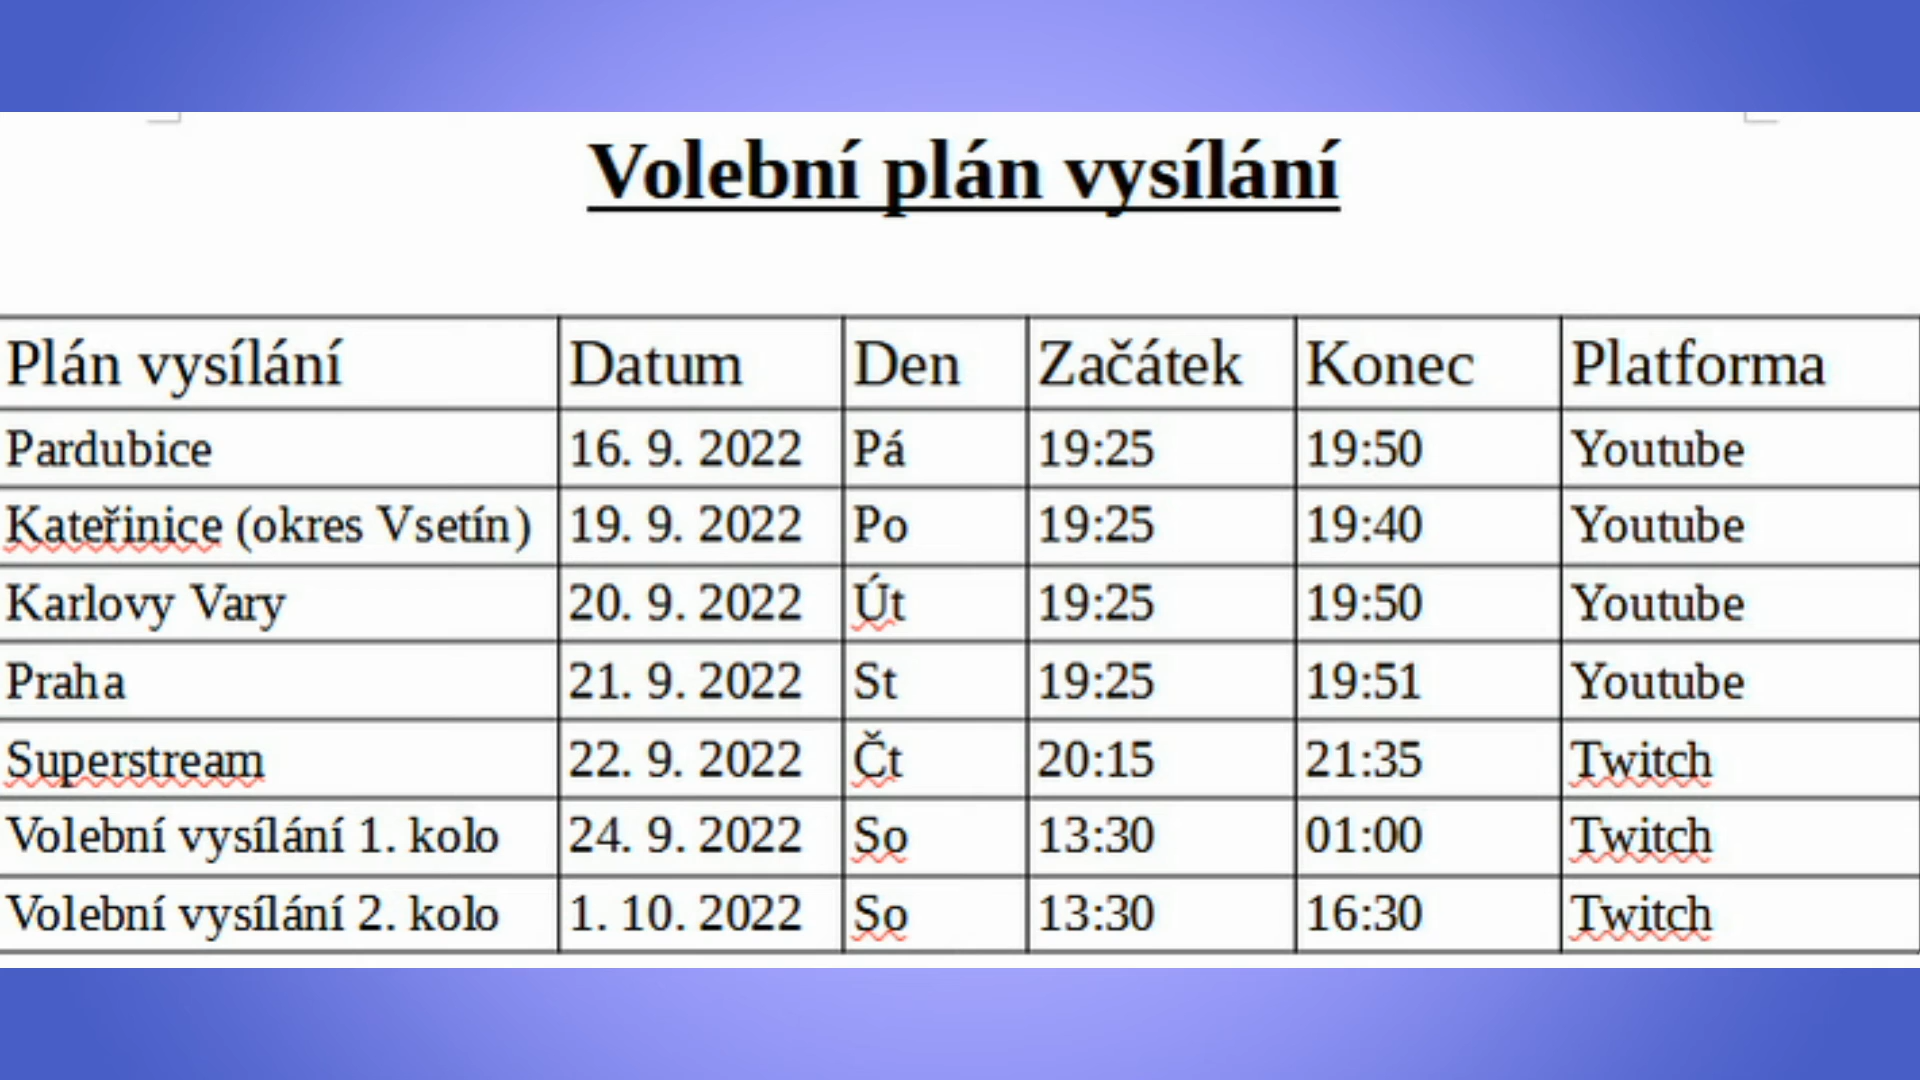 Volební plán vysílání
Plán vysílání Datum Den Začátek Konec Platforma
Pardubice 16. 9. 2022 Pá 19:25 19:50 Youtube
Kateřinice (okres Vsetín) 19. 9. 2022 Po 19:25 19:40 Youtube
Karlovy Vary 20. 9. 2022 Út 19:25 19:50 Youtube
Praha 21. 9. 2022 St 19:25 19:51 Youtube
Superstream 22. 9. 2022 Čt 20:15 21:35 Twitch
Volební vysílání 1. kolo 24. 9. 2022 So 13:30 01:00 Twitch
Volební vysílání 2. kolo 1. 10. 2022 So 13:30 16:30 Twitch